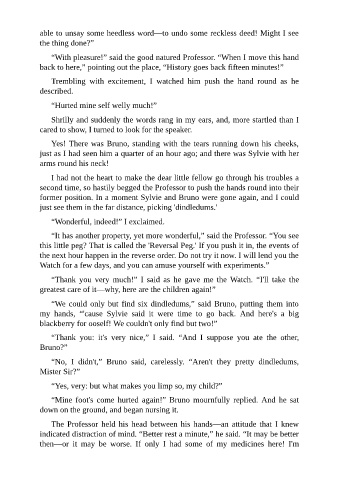 able to unsay some heedless word—to undo some reckless deed! Might I see
the thing done?”
“With pleasure!” said the good natured Professor. “When I move this hand
back to here,” pointing out the place, “History goes back fifteen minutes!”
Trembling with excitement, I watched him push the hand round as he
described.
“Hurted mine self welly much!”
Shrilly and suddenly the words rang in my ears, and, more startled than I
cared to show, I turned to look for the speaker.
Yes! There was Bruno, standing with the tears running down his cheeks,
just as I had seen him a quarter of an hour ago; and there was Sylvie with her
arms round his neck!
I had not the heart to make the dear little fellow go through his troubles a
second time, so hastily begged the Professor to push the hands round into their
former position. In a moment Sylvie and Bruno were gone again, and I could
just see them in the far distance, picking 'dindledums.'
“Wonderful, indeed!” I exclaimed.
“It has another property, yet more wonderful,” said the Professor. “You see
this little peg? That is called the 'Reversal Peg.' If you push it in, the events of
the next hour happen in the reverse order. Do not try it now. I will lend you the
Watch for a few days, and you can amuse yourself with experiments.”
“Thank you very much!” I said as he gave me the Watch. “I'll take the
greatest care of it—why, here are the children again!”
“We could only but find six dindledums,” said Bruno, putting them into
my hands, “'cause Sylvie said it were time to go back. And here's a big
blackberry for ooself! We couldn't only find but two!”
“Thank you: it's very nice,” I said. “And I suppose you ate the other,
Bruno?”
“No, I didn't,” Bruno said, carelessly. “Aren't they pretty dindledums,
Mister Sir?”
“Yes, very: but what makes you limp so, my child?”
“Mine foot's come hurted again!” Bruno mournfully replied. And he sat
down on the ground, and began nursing it.
The Professor held his head between his hands—an attitude that I knew
indicated distraction of mind. “Better rest a minute,” he said. “It may be better
then—or it may be worse. If only I had some of my medicines here! I'm